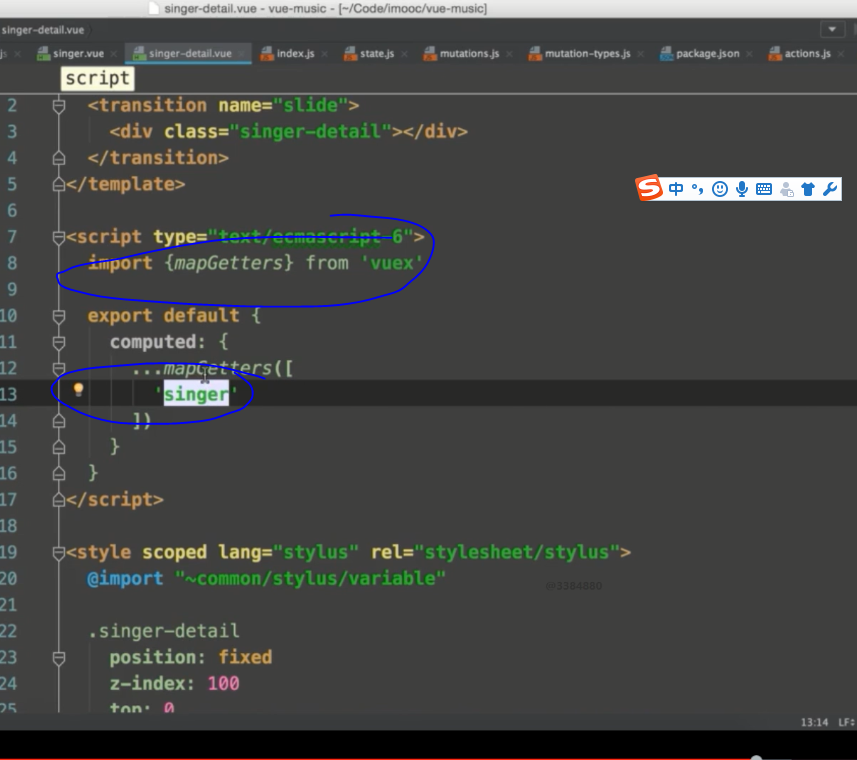 singer-detail.vue - vue-music - [~/Code/imooc/vue-music]
singer-detail.vue
js singer.vue singer-detail.vue index.js state.js mutations.js mutation-types.js package.json actions.js
script
2 <transition name="slide">
3 <div class="singer-detail"></div>
4 </transition>
5 </template>
6
7 <script type="text/ecmascript-6">
8 import {mapGetters} from 'vuex'
9
10 export default {
11 computed: {
12 ...mapGetters([
13 'singer'
14 ])
15 }
16 }
17 </script>
18
19 <style scoped lang="stylus" rel="stylesheet/stylus">
20 @import "~common/stylus/variable"
21
22 .singer-detail
23 position: fixed
24 z-index: 100
25 top: 0
S 中
13:14 LF